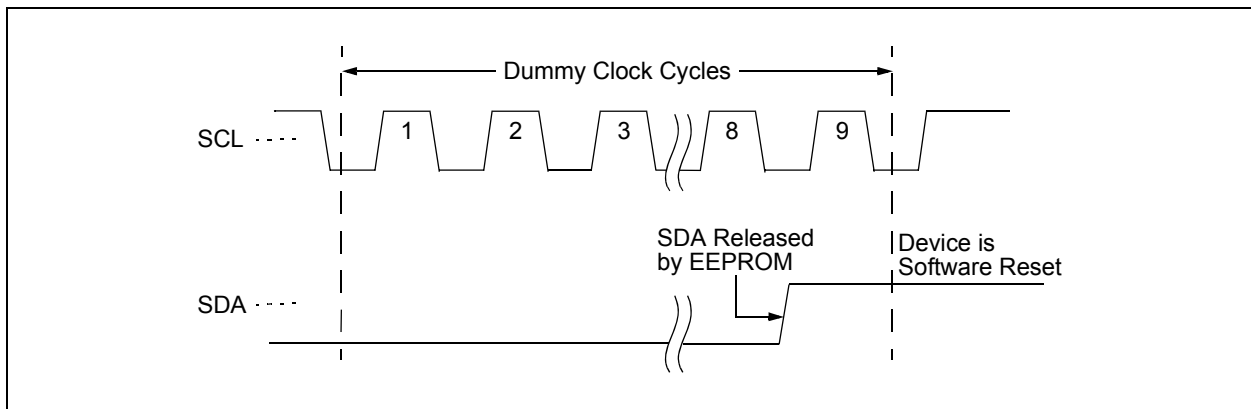 Dummy Clock Cycles
SCL
1
2
3
8
9
SDA Released
by EEPROM
Device is
Software Reset
SDA